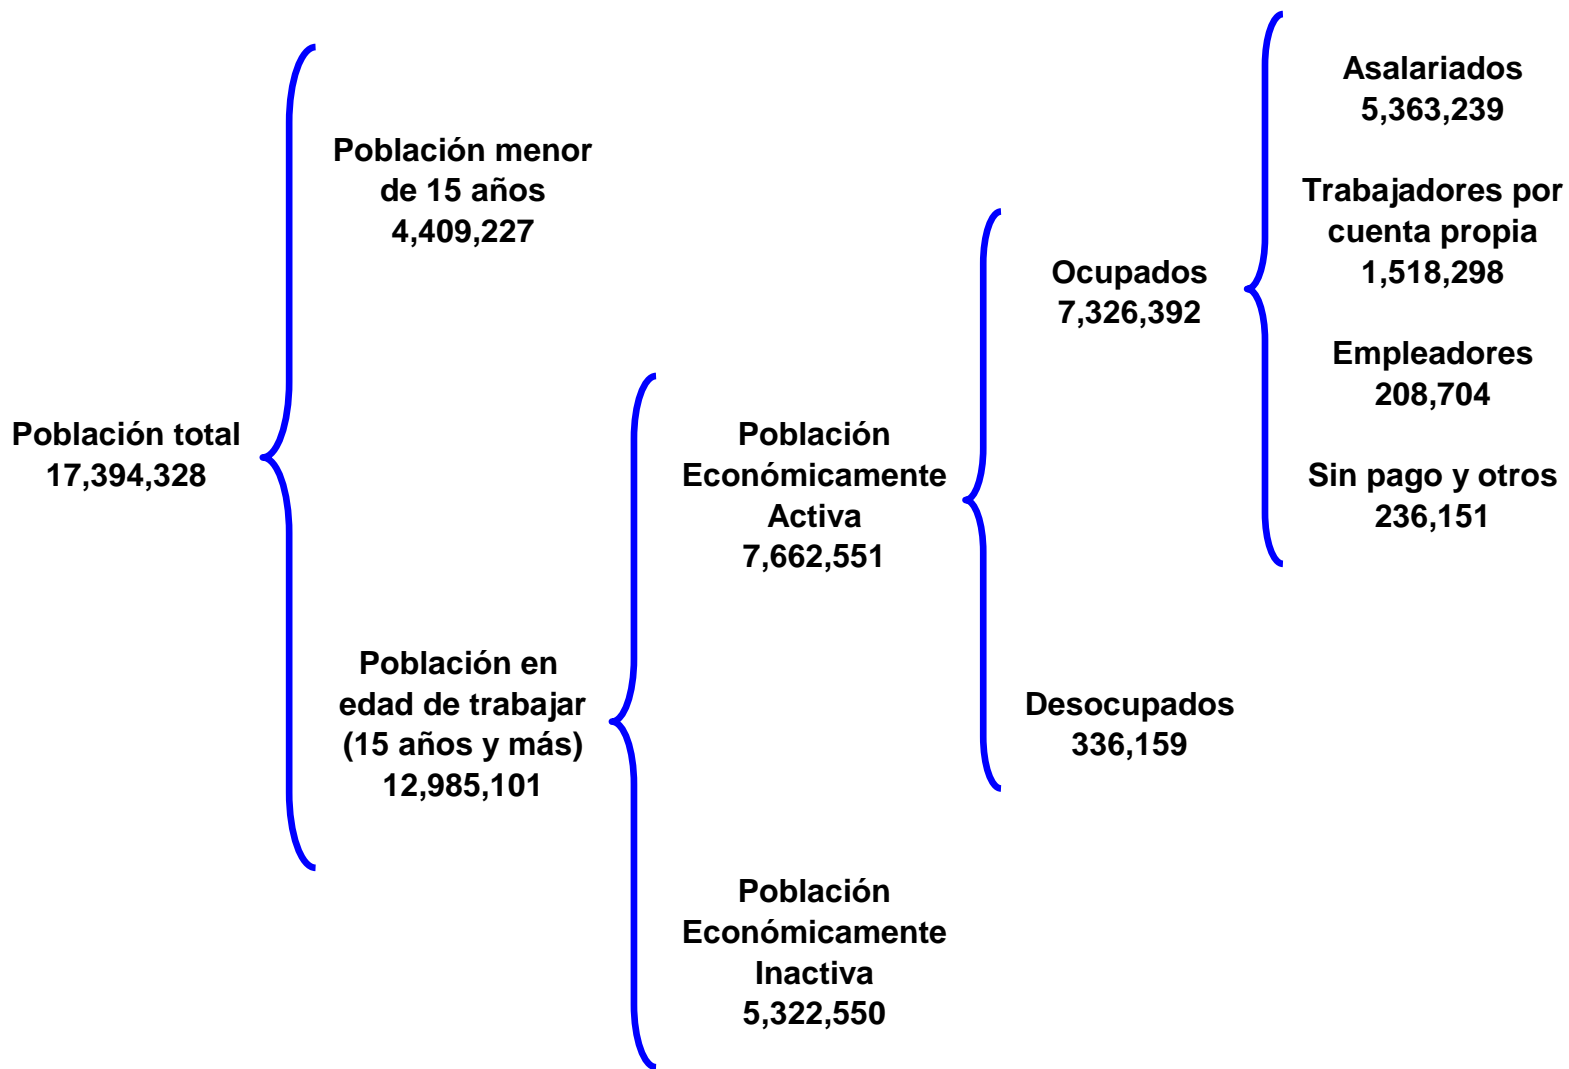 Población total
17,394,328
Población menor
de 15 años
4,409,227
Población en
edad de trabajar
(15 años y más)
12,985,101
Población
Económicamente
Activa
7,662,551
Población
Económicamente
Inactiva
5,322,550
Ocupados
7,326,392
Desocupados
336,159
Asalariados
5,363,239
Trabajadores por
cuenta propia
1,518,298
Empleadores
208,704
Sin pago y otros
236,151